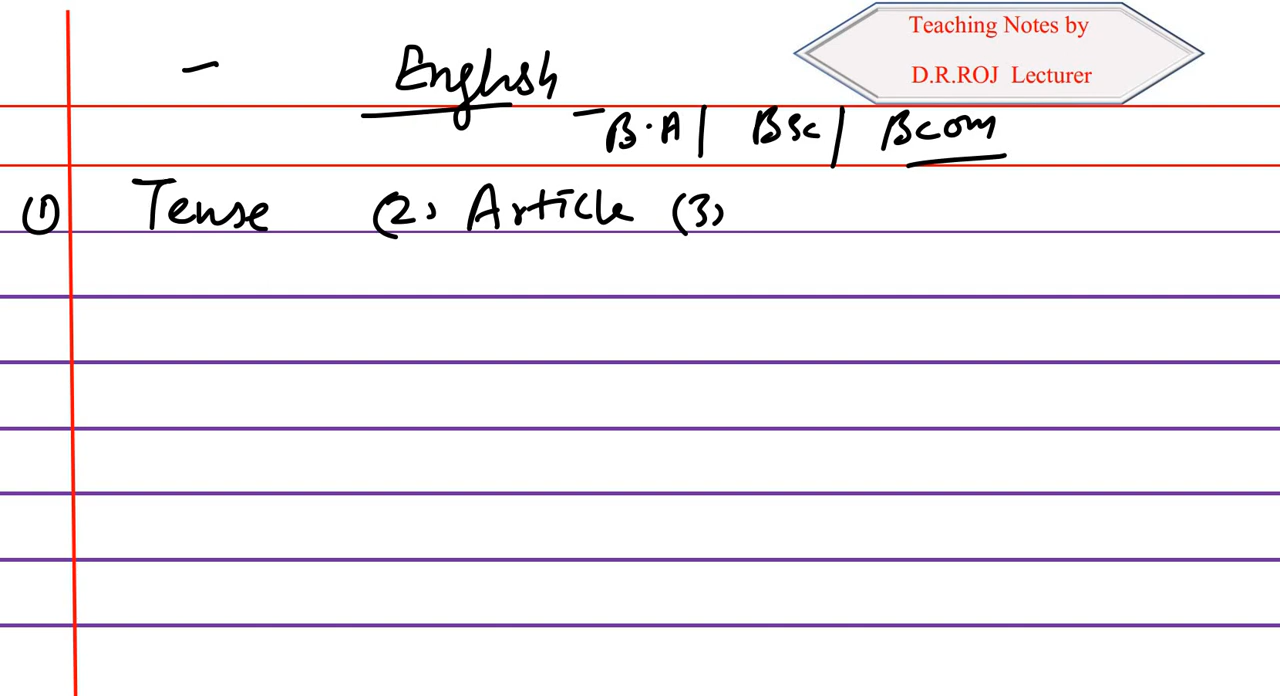 Teaching Notes by
D.R.ROJ Lecturer
English
B.A| BSc| Bcom
(1) Tense (2) Article (3)